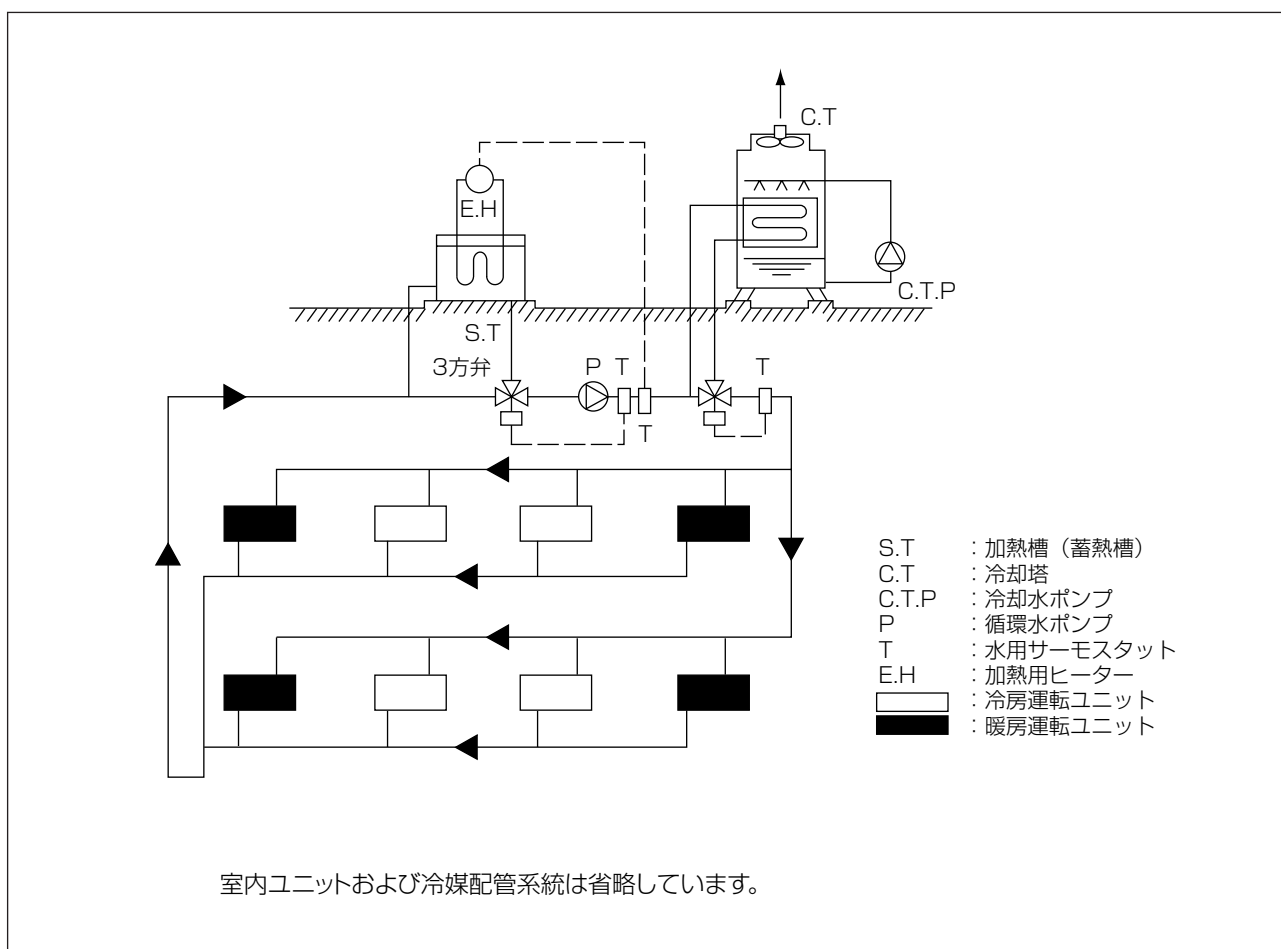 C.T
E.H
C.T.P
S.T
3方弁
P T
T
T
S.T :加熱槽（蓄熱槽）
C.T :冷却塔
C.T.P :冷却水ポンプ
P :循環水ポンプ
T :水用サーモスタット
E.H :加熱用ヒーター
:冷房運転ユニット
:暖房運転ユニット
室内ユニットおよび冷媒配管系統は省略しています。